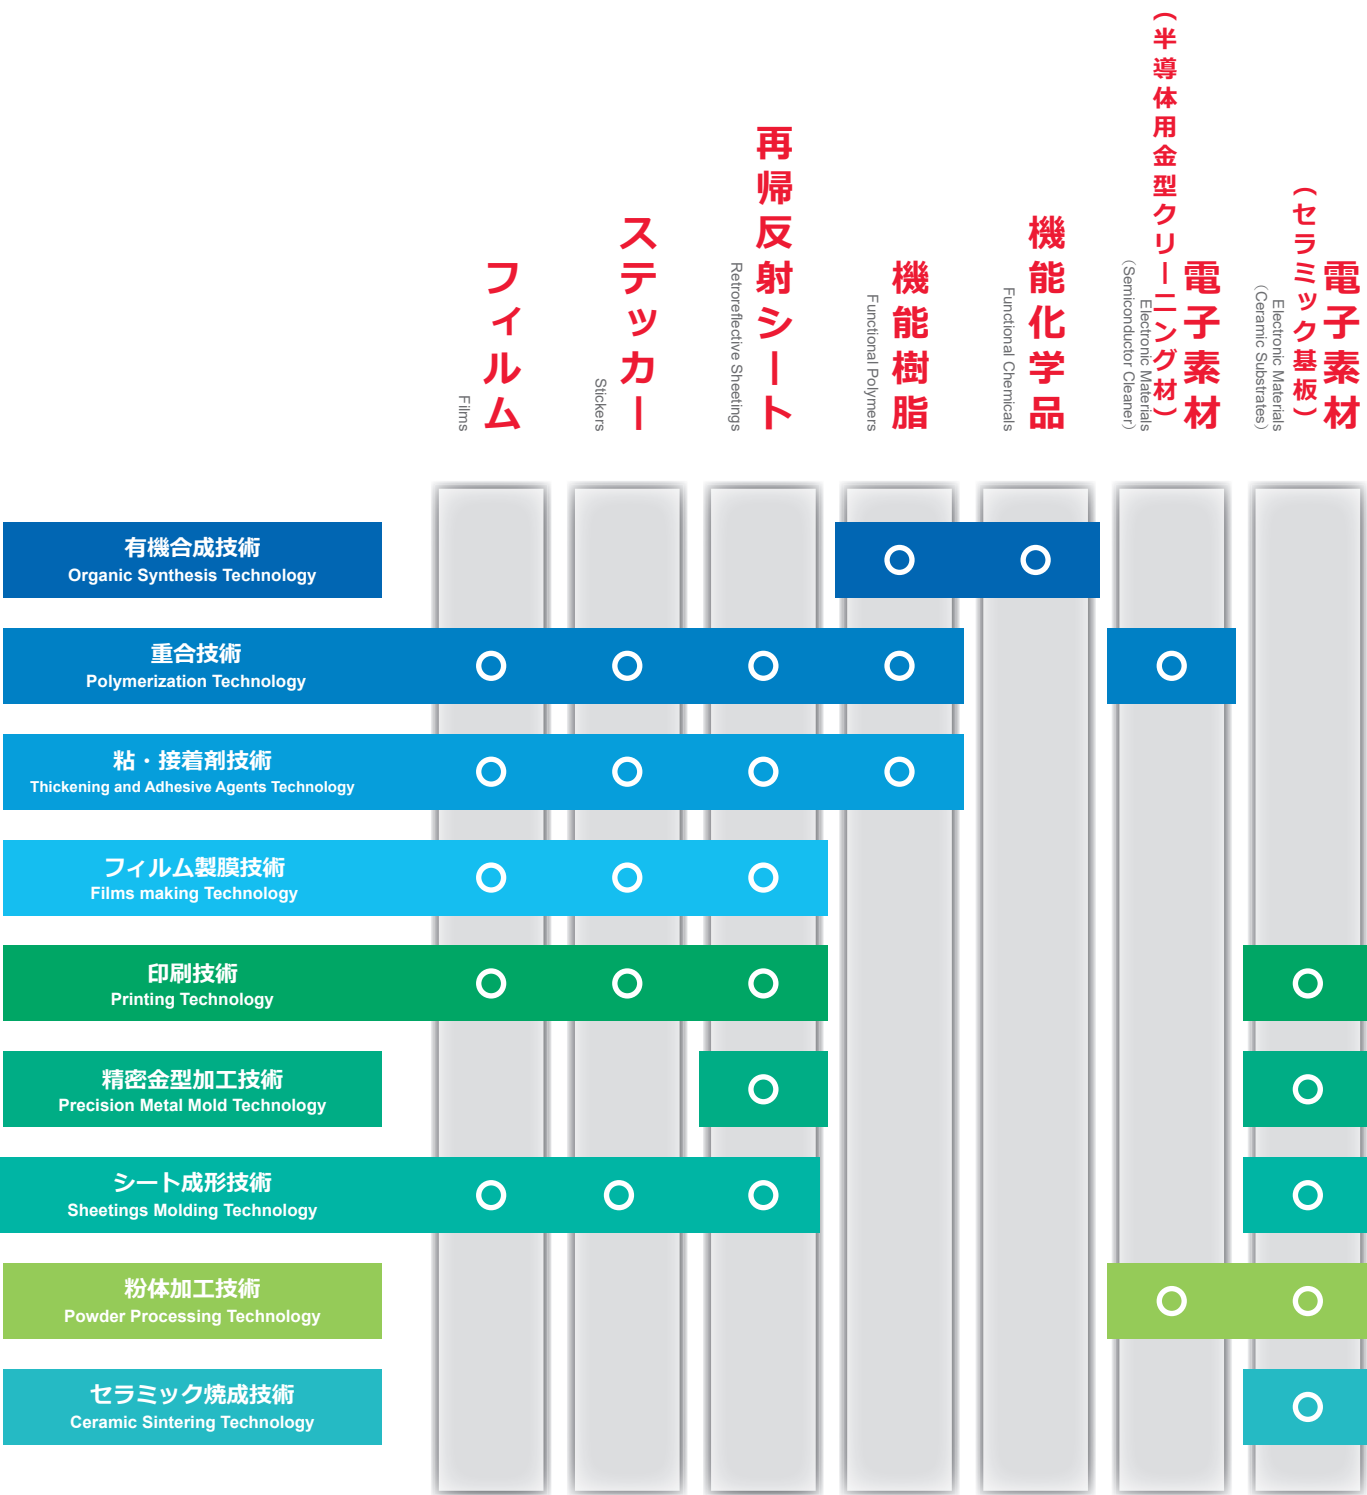 フィルム
Films
ステッカー
Stickers
再帰反射シート
Retroreflective Sheetings
機能樹脂
Functional Polymers
機能化学品
Functional Chemicals
電子素材
（半導体用金型クリーニング材）
Electronic Materials
（Semiconductor Cleaner）
電子素材
（セラミック基板）
Electronic Materials
（Ceramic Substrates）
有機合成技術
Organic Synthesis Technology
重合技術
Polymerization Technology
粘・接着剤技術
Thickening and Adhesive Agents Technology
フィルム製膜技術
Films making Technology
印刷技術
Printing Technology
精密金型加工技術
Precision Metal Mold Technology
シート成形技術
Sheetings Molding Technology
粉体加工技術
Powder Processing Technology
セラミック焼成技術
Ceramic Sintering Technology